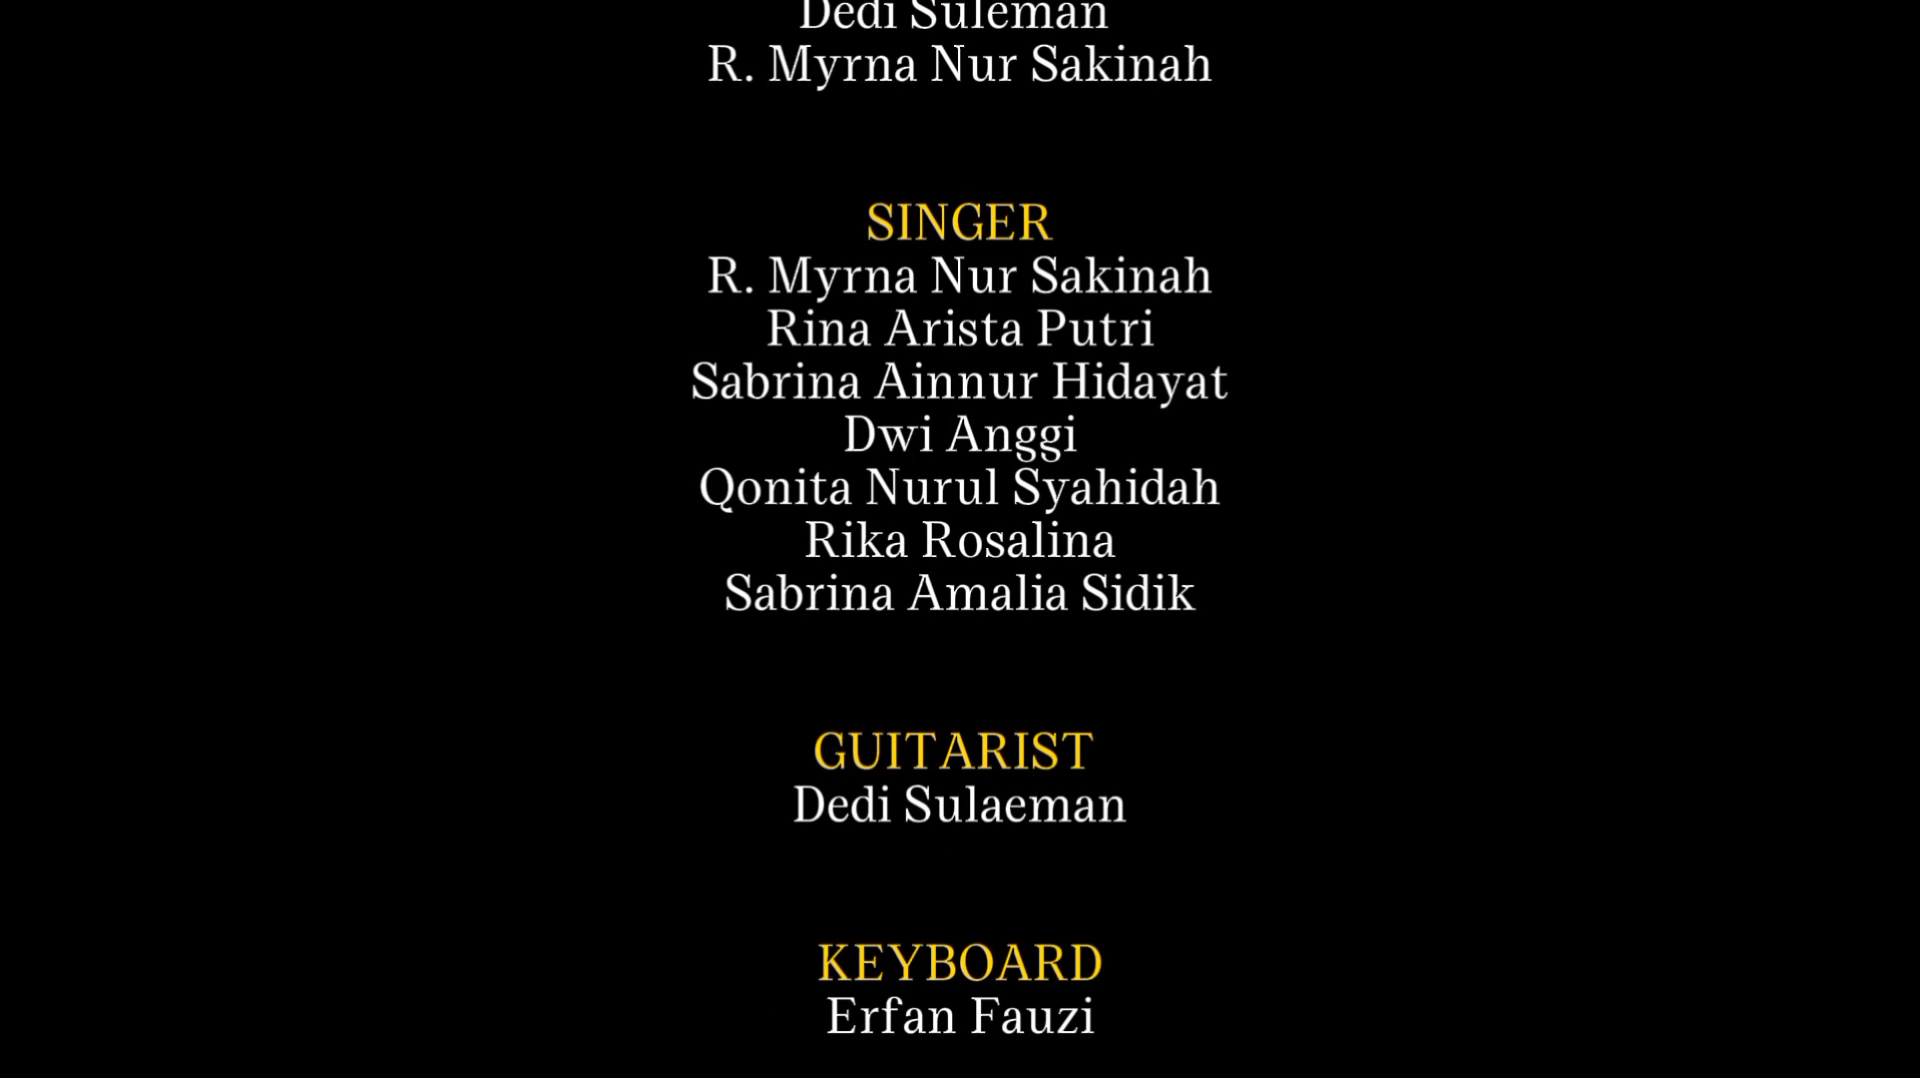 Dedi Suleman
R. Myrna Nur Sakinah
SINGER
R. Myrna Nur Sakinah
Rina Arista Putri
Sabrina Ainnur Hidayat
Dwi Anggi
Qonita Nurul Syahidah
Rika Rosalina
Sabrina Amalia Sidik
GUITARIST
Dedi Sulaeman
KEYBOARD
Erfan Fauzi